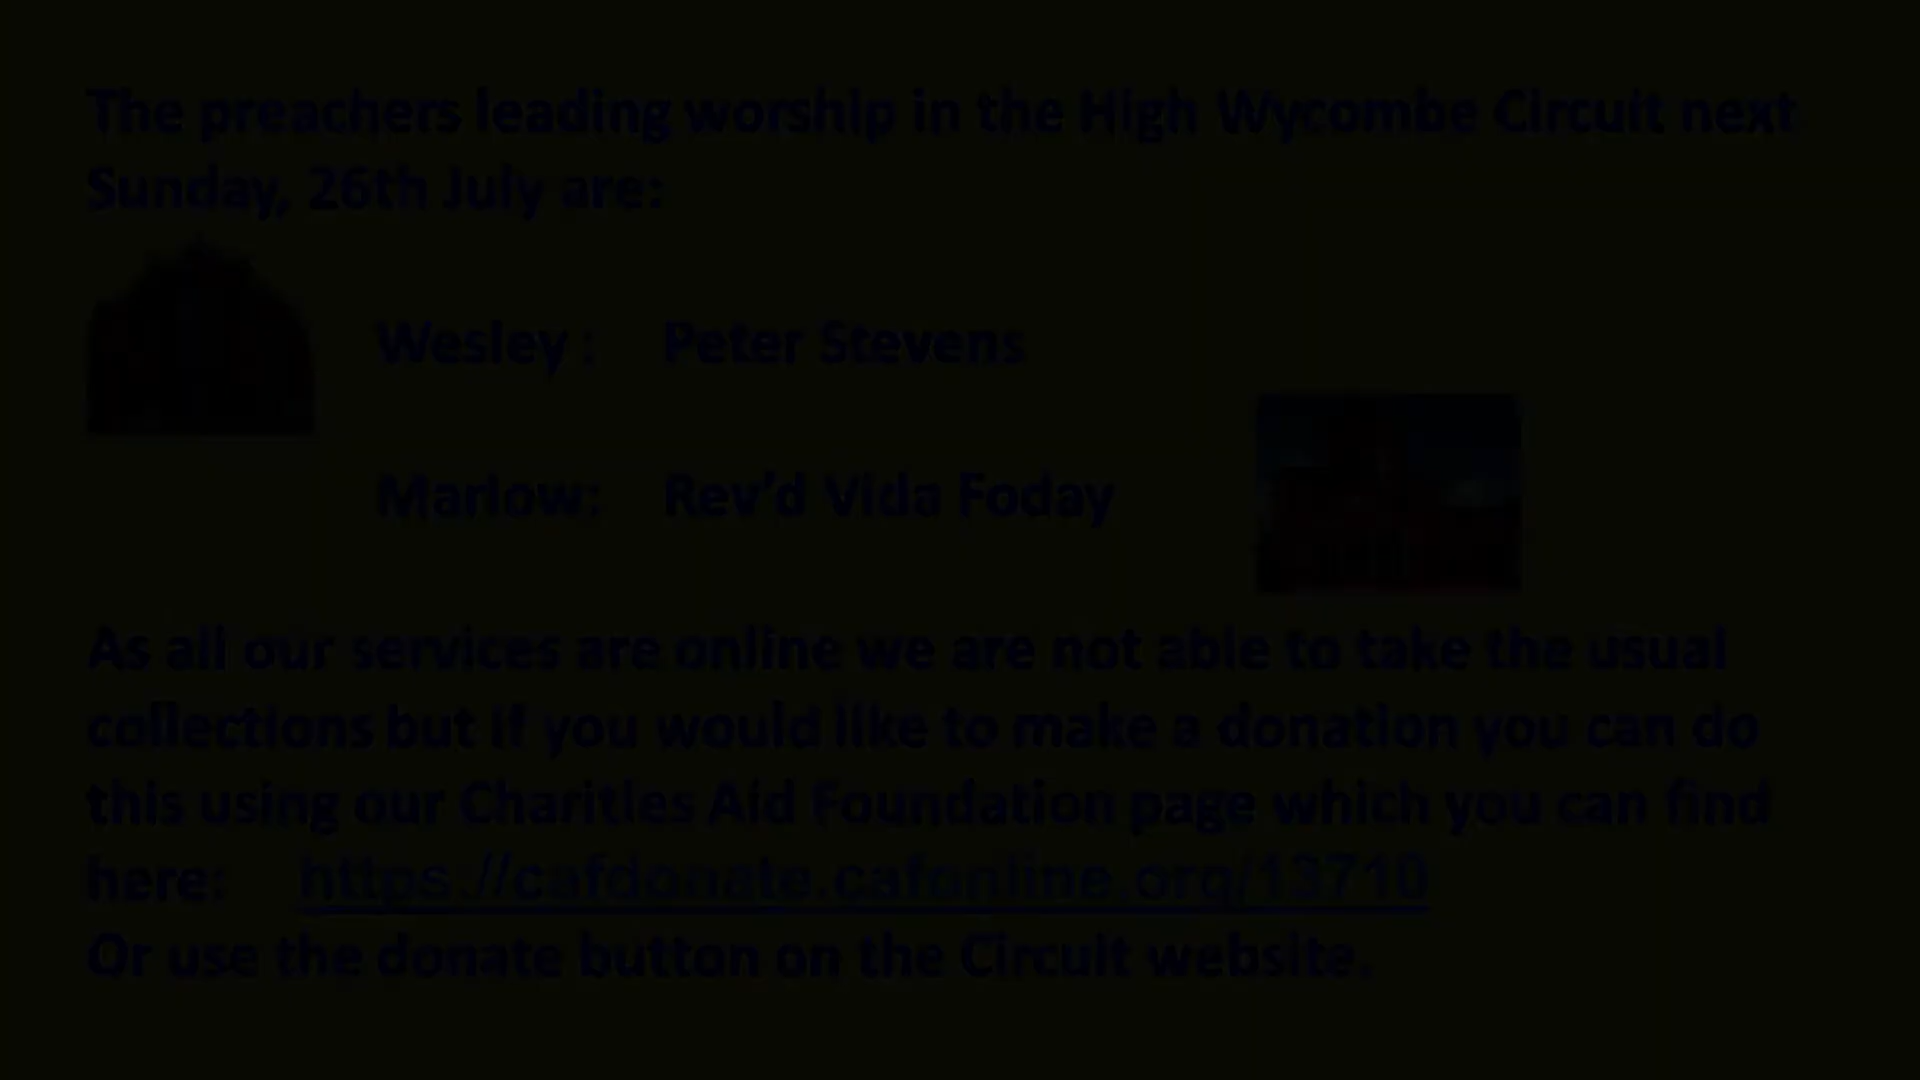 The preachers leading worship in the High Wycombe Circuit next
Sunday, 26th July are:
Wesley : Peter Stevens
Marlow: Rev’d Vida Foday
As all our services are online we are not able to take the usual
collections but if you would like to make a donation you can do
this using our Charities Aid Foundation page which you can find
here: https://cafdonate.cafonline.org/13710
Or use the donate button on the Circuit website.